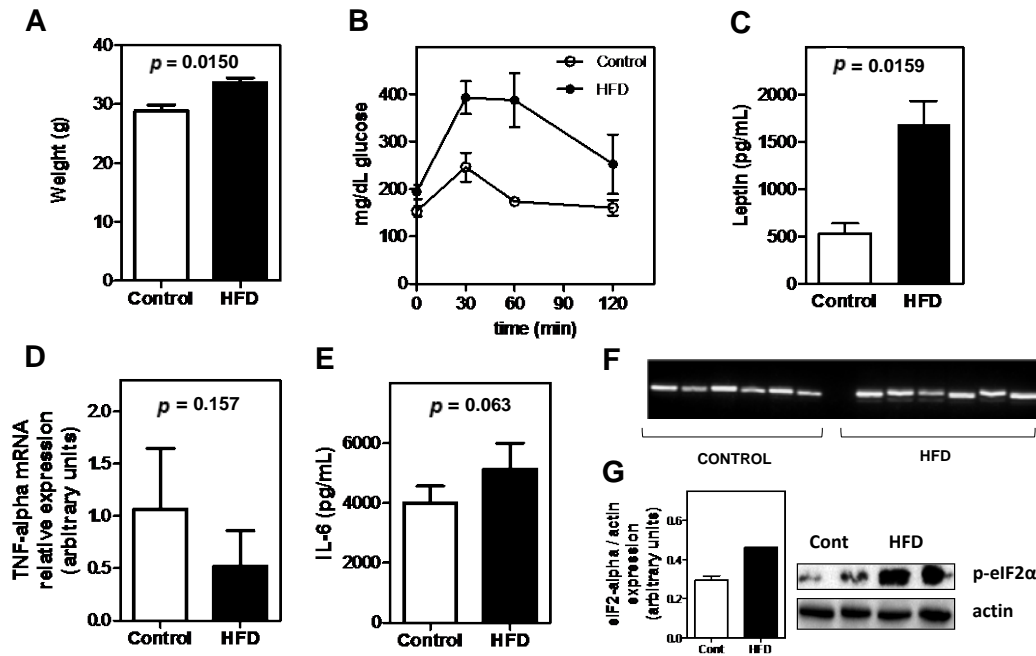 A
p = 0.0150
Weight (g)
40
30
20
10
0
Control HFD
B
Control
HFD
mg/dL glucose
400
300
200
100
0
0 30 60 90 120
time (min)
C
p = 0.0159
Leptin (pg/mL)
2000
1500
1000
500
0
Control HFD
D
p = 0.157
TNF-alpha mRNA
relative expression
(arbitrary units)
2.0
1.5
1.0
0.5
0.0
Control HFD
E
p = 0.063
IL-6 (pg/mL)
6000
4000
2000
0
Control HFD
F
CONTROL HFD
G
eIF2-alpha / actin
expression
(arbitrary units)
0.6
0.4
0.2
0.0
Cont HFD
Cont HFD
p-eIF2α
actin